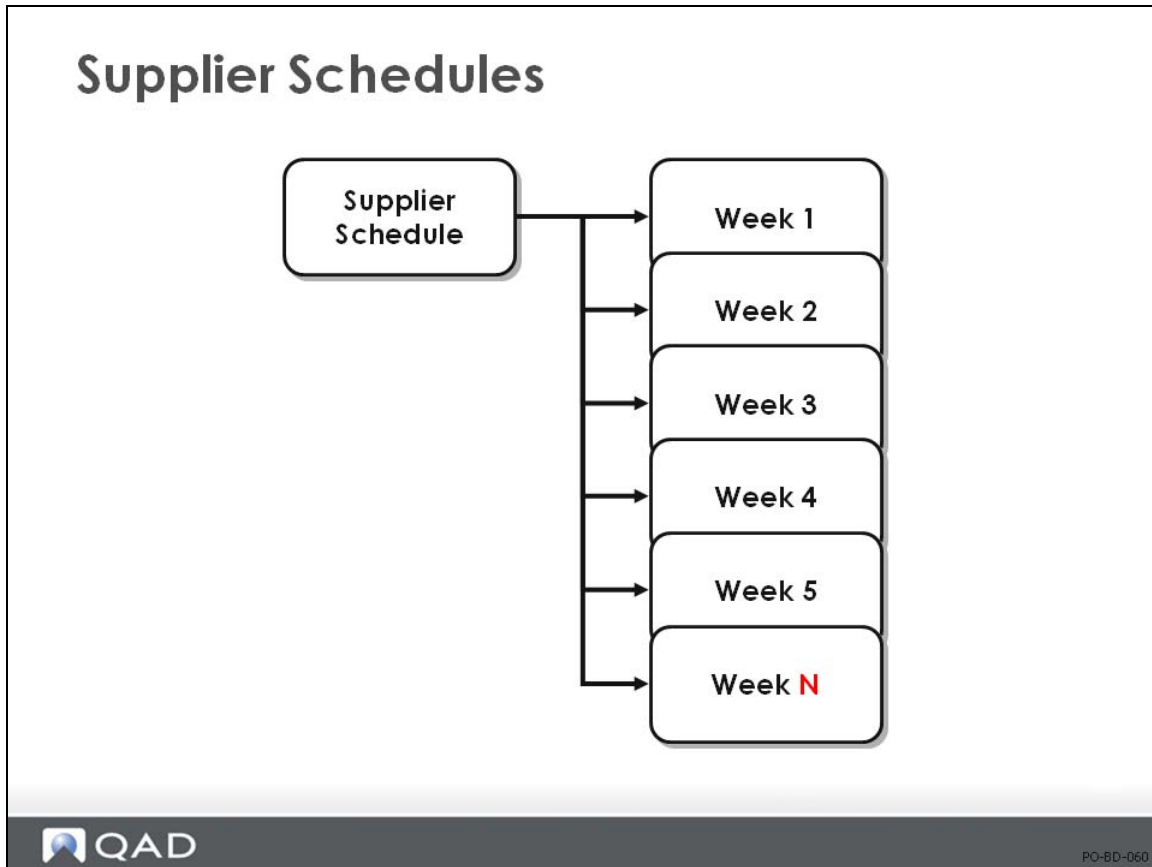 Supplier Schedules
Supplier
Schedule
Week 1
Week 2
Week 3
Week 4
Week 5
Week N
QAD
PO-BD-060